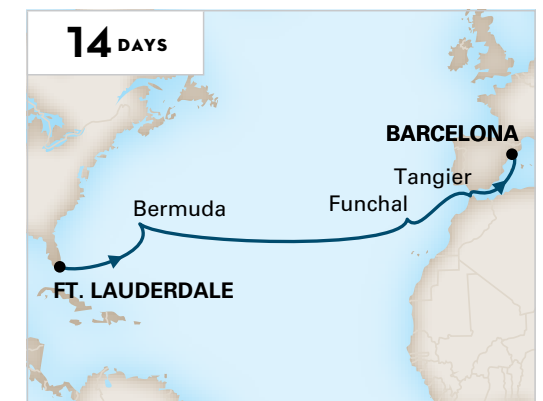 14 DAYS
BARCELONA
Tangier
Funchal
Bermuda
FT. LAUDERDALE